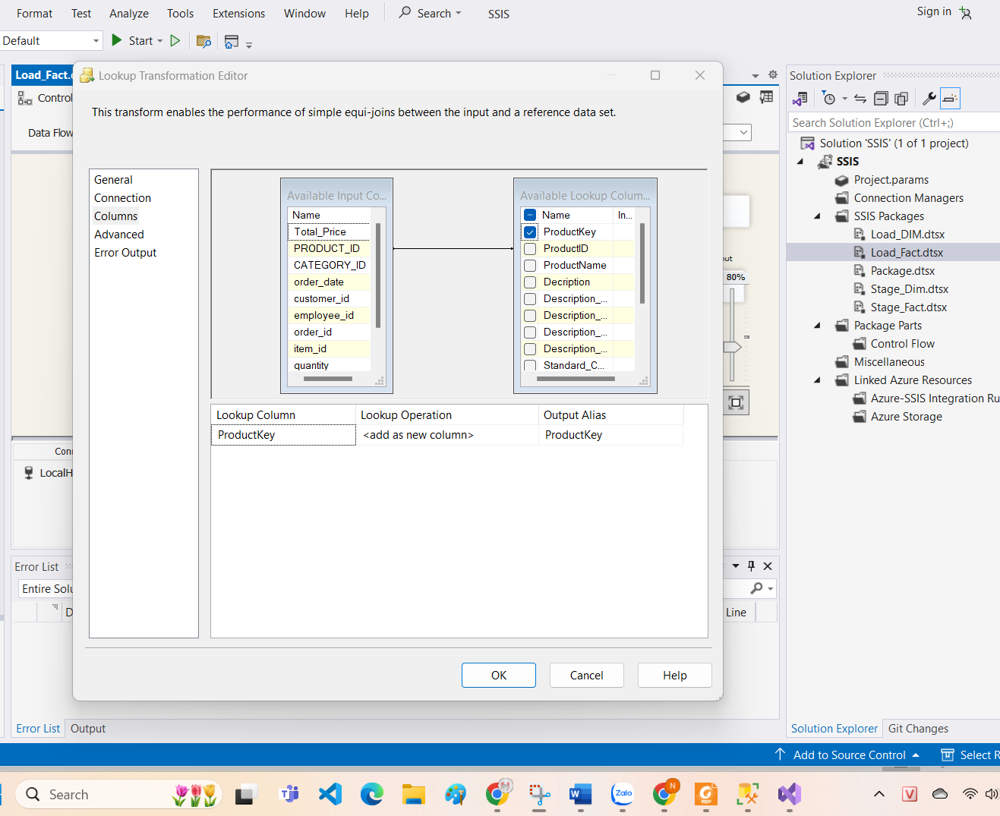 Format Test Analyze Tools Extensions Window Help Search SSIS Sign in
Default Start
Load_Fact.
Control
Data Flow
Lookup Transformation Editor
This transform enables the performance of simple equi-joins between the input and a reference data set.
General
Connection
Columns
Advanced
Error Output
Available Input Co...
Name
Total_Price
PRODUCT_ID
CATEGORY_ID
order_date
customer_id
employee_id
order_id
item_id
quantity
Available Lookup Colum...
Name In...
ProductKey
ProductID
ProductName
Decription
Description_...
Description_...
Description_...
Description_...
Standard_C...
Lookup Column Lookup Operation Output Alias
ProductKey <add as new column> ProductKey
OK Cancel Help
80%
Conn
LocalH
Error List
Entire Solu
D
Line
Error List Output
Solution Explorer
Search Solution Explorer (Ctrl+;)
Solution 'SSIS' (1 of 1 project)
SSIS
Project.params
Connection Managers
SSIS Packages
Load_DIM.dtsx
Load_Fact.dtsx
Package.dtsx
Stage_Dim.dtsx
Stage_Fact.dtsx
Package Parts
Control Flow
Miscellaneous
Linked Azure Resources
Azure-SSIS Integration Ru
Azure Storage
Solution Explorer Git Changes
Add to Source Control Select R
Search
Zalo
PDF